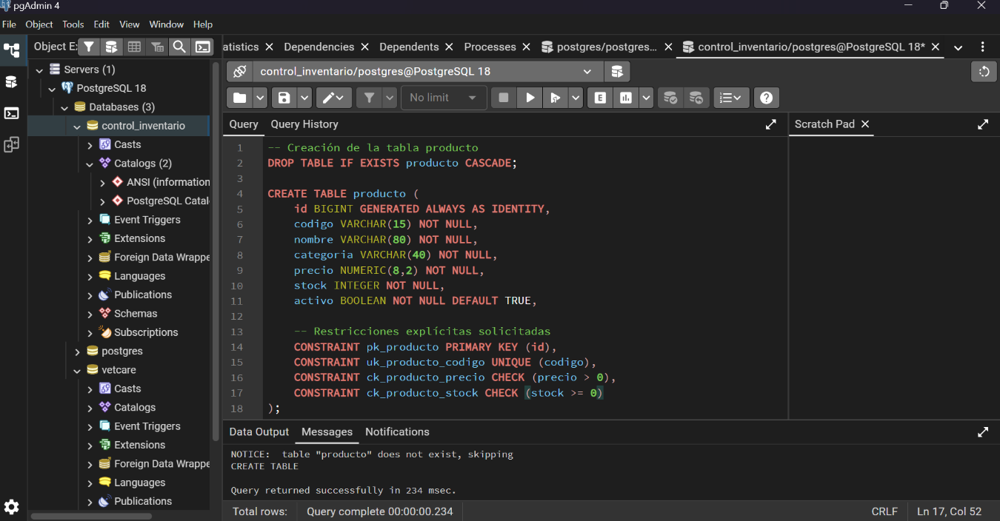 pgAdmin 4
File Object Tools Edit View Window Help
Object E:
atistics Dependencies Dependents Processes postgres/postgres... control_inventario/postgres@PostgreSQL 18*
Servers (1)
PostgreSQL 18
Databases (3)
control_inventario
Casts
Catalogs (2)
ANSI (information
PostgreSQL Catal
Event Triggers
Extensions
Foreign Data Wrappe
Languages
Publications
Schemas
Subscriptions
postgres
vetcare
Casts
Catalogs
Event Triggers
Extensions
Foreign Data Wrappe
Languages
Publications
control_inventario/postgres@PostgreSQL 18
No limit
E
Query Query History
Scratch Pad
1 -- Creación de la tabla producto
2 DROP TABLE IF EXISTS producto CASCADE;
3
4 CREATE TABLE producto (
5 id BIGINT GENERATED ALWAYS AS IDENTITY,
6 codigo VARCHAR(15) NOT NULL,
7 nombre VARCHAR(80) NOT NULL,
8 categoria VARCHAR(40) NOT NULL,
9 precio NUMERIC(8,2) NOT NULL,
10 stock INTEGER NOT NULL,
11 activo BOOLEAN NOT NULL DEFAULT TRUE,
12
13 -- Restricciones explícitas solicitadas
14 CONSTRAINT pk_producto PRIMARY KEY (id),
15 CONSTRAINT uk_producto_codigo UNIQUE (codigo),
16 CONSTRAINT ck_producto_precio CHECK (precio > 0),
17 CONSTRAINT ck_producto_stock CHECK (stock >= 0)
18 );
Data Output Messages Notifications
NOTICE:  table "producto" does not exist, skipping
CREATE TABLE
Query returned successfully in 234 msec.
Total rows: Query complete 00:00:00.234 CRLF Ln 17, Col 52